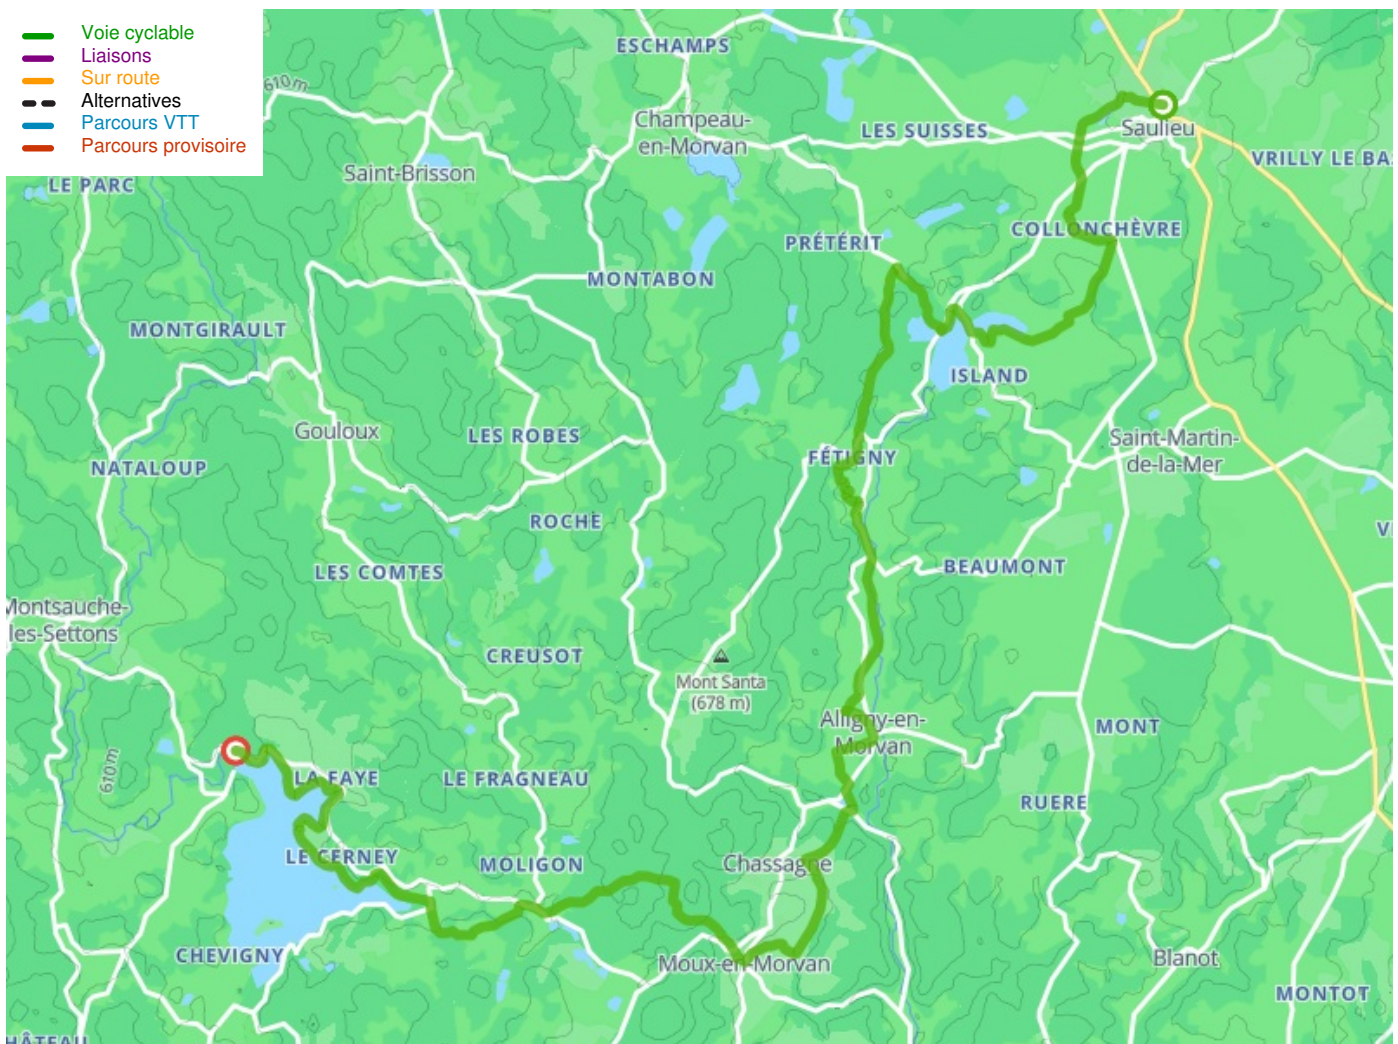 Voie cyclable
Liaisons
Sur route
Alternatives
Parcours VTT
Parcours provisoire
610 m
ESCHAMPS
Champeau-
en-Morvan
LES SUISSES
Saulieu
VRILLY LE BA
LE PARC
Saint-Brisson
COLLONCHÈVRE
PRÉTÉRIT
MONTABON
MONTGIRAULT
ISLAND
Gouloux
LES ROBES
Saint-Martin-
de-la-Mer
NATALOUP
FÉTIGNY
ROCHE
LES COMTES
BEAUMONT
Montsauche-
les-Settons
CREUSOT
Mont Santa
(678 m)
Alligny-en-
Morvan
MONT
610 m
LA FAYE
LE FRAGNEAU
RUERE
LE CERNEY
MOLIGON
Chassagne
CHEVIGNY
Moux-en-Morvan
Blanot
MONTOT